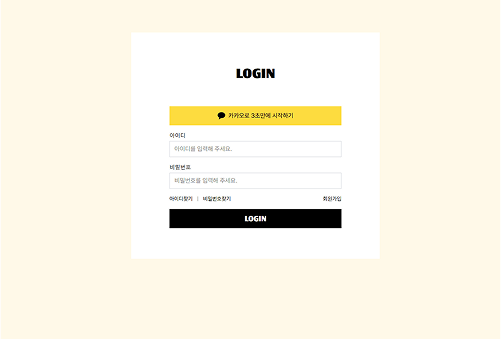 LOGIN
카카오로 3초만에 시작하기
아이디
아이디를 입력해 주세요.
비밀번호
비밀번호를 입력해 주세요.
아이디찾기 | 비밀번호찾기 회원가입
LOGIN